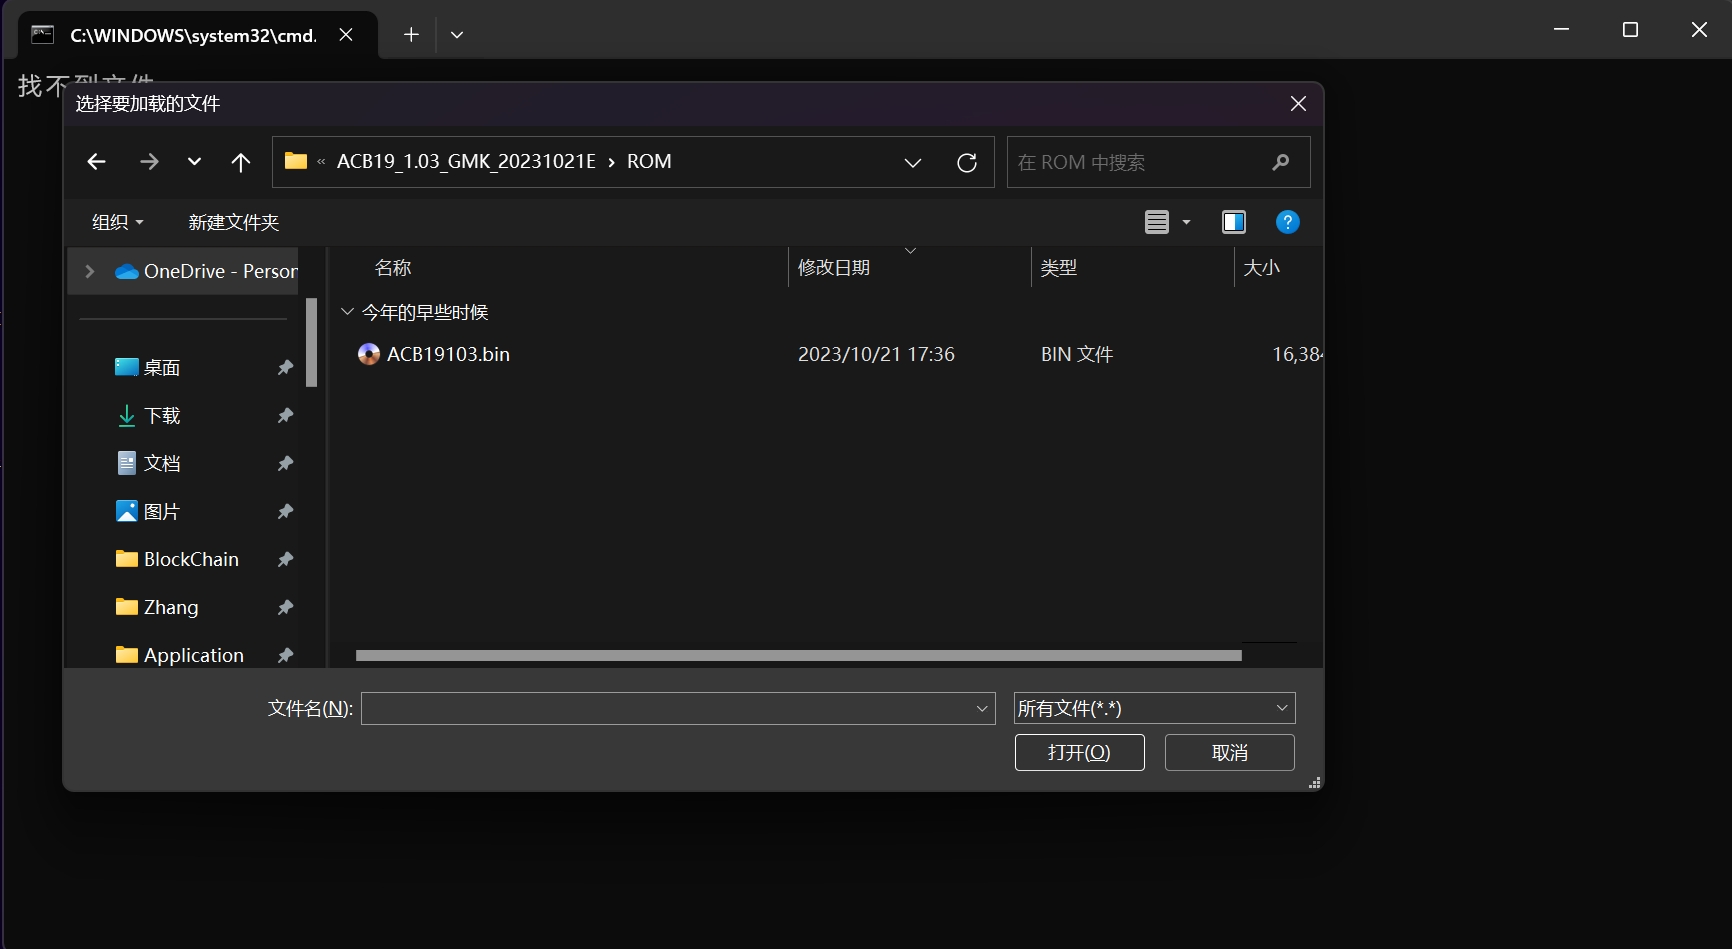 C:\WINDOWS\system32\cmd.
找不到文件
选择要加载的文件
« ACB19_1.03_GMK_20231021E › ROM
在 ROM 中搜索
组织
新建文件夹
OneDrive - Person
名称
修改日期
类型
大小
今年的早些时候
ACB19103.bin
2023/10/21 17:36
BIN 文件
16,384
桌面
下载
文档
图片
BlockChain
Zhang
Application
文件名(N):
所有文件(*.*)
打开(O)
取消